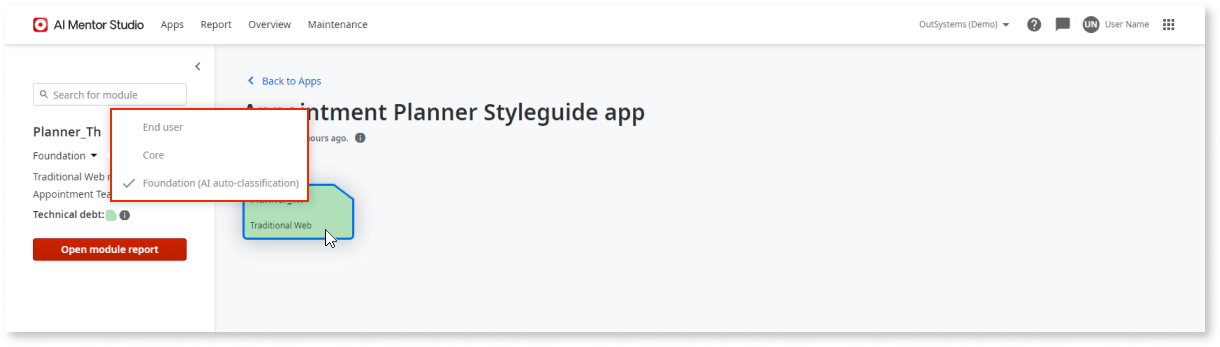 AI Mentor Studio Apps Report Overview Maintenance OutSystems (Demo) UN User Name
Search for module
Planner_Th
Foundation
Traditional Web
Appointment
Technical debt:
Open module report
End user
Core
Foundation (AI auto-classification)
Back to Apps
Planner Styleguide app
hours ago.
Traditional Web